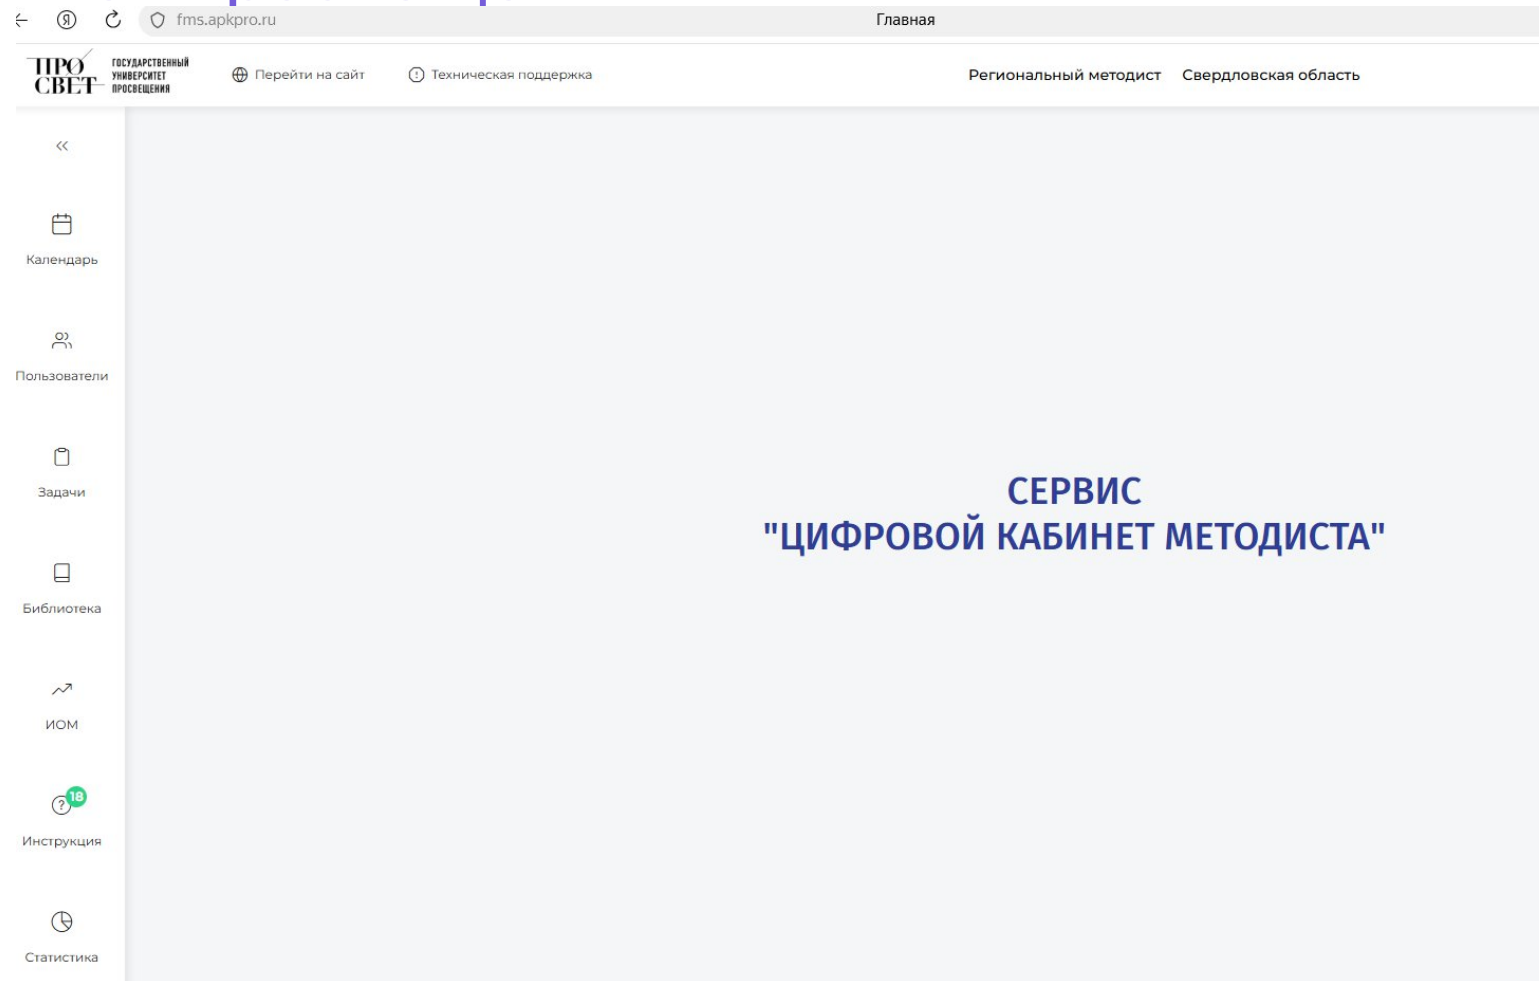 fms.apkpro.ru
Главная
ПРО
СВЕТ
ГОСУДАРСТВЕННЫЙ
УНИВЕРСИТЕТ
ПРОСВЕЩЕНИЯ
Перейти на сайт
Техническая поддержка
Региональный методист
Свердловская область
Календарь
Пользователи
Задачи
СЕРВИС
"ЦИФРОВОЙ КАБИНЕТ МЕТОДИСТА"
Библиотека
ИОМ
18
Инструкция
Статистика